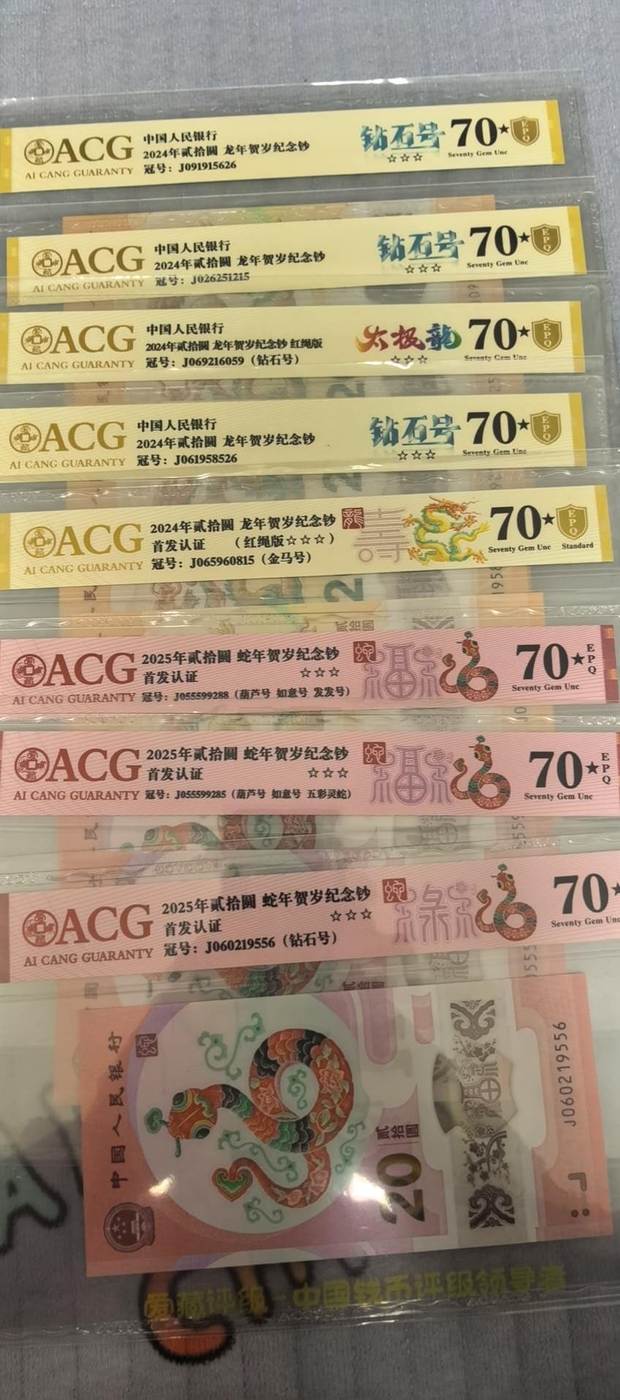 ACG
AI CANG GUARANTY
中国人民银行
2024年贰拾圆 龙年贺岁纪念钞
冠号: J091915626
钻石号
☆☆☆
70★
EPQ
Seventy Gem Unc
ACG
AI CANG GUARANTY
中国人民银行
2024年贰拾圆 龙年贺岁纪念钞
冠号: J026251215
钻石号
☆☆☆
70★
EPQ
Seventy Gem Unc
ACG
AI CANG GUARANTY
中国人民银行
2024年贰拾圆 龙年贺岁纪念钞 红绳版
冠号: J069216059 (钻石号)
太极龙
☆☆☆
70★
EPQ
Seventy Gem Unc
ACG
AI CANG GUARANTY
中国人民银行
2024年贰拾圆 龙年贺岁纪念钞
冠号: J061958526
钻石号
☆☆☆
70★
EPQ
Seventy Gem Unc
ACG
AI CANG GUARANTY
2024年贰拾圆 龙年贺岁纪念钞
首发认证 (红绳版☆☆☆)
冠号: J065960815 (金马号)
龍
寿
70★
EPQ
Seventy Gem Unc Standard
ACG
AI CANG GUARANTY
2025年贰拾圆 蛇年贺岁纪念钞
首发认证 ☆☆☆
冠号: J055599288 (葫芦号 如意号 发发号)
蛇
福
70★
EPQ
Seventy Gem Unc
ACG
AI CANG GUARANTY
2025年贰拾圆 蛇年贺岁纪念钞
首发认证 ☆☆☆
冠号: J055599285 (葫芦号 如意号 五彩灵蛇)
蛇
福
70★
EPQ
Seventy Gem Unc
ACG
AI CANG GUARANTY
2025年贰拾圆 蛇年贺岁纪念钞
首发认证 ☆☆☆
冠号: J060219556 (钻石号)
蛇
禄
70★
Seventy Gem Unc
中国人民银行
20
贰拾圆
J060219556
爱藏评级-中国钱币评级领导者